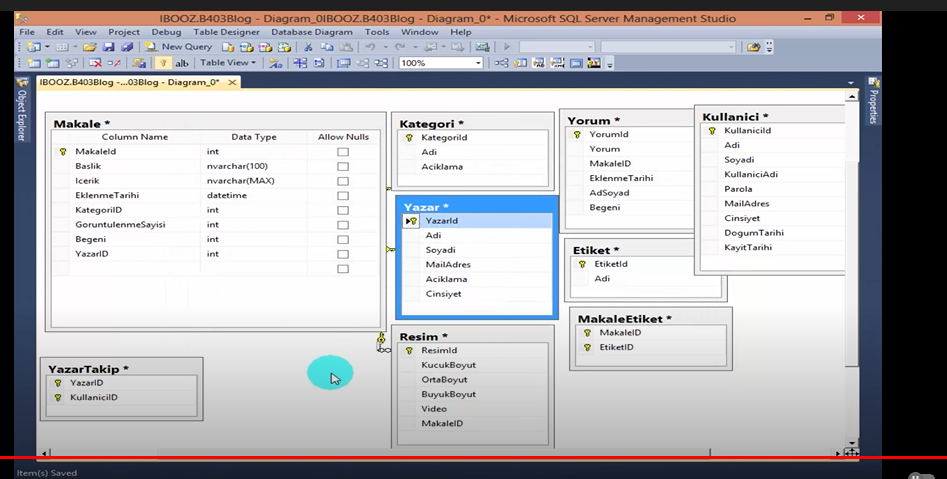 IBOOZ.B403Blog - Diagram_0IBOOZ.B403Blog - Diagram_0* - Microsoft SQL Server Management Studio
File Edit View Project Debug Table Designer Database Diagram Tools Window Help
New Query
alb Table View 100%
IBOOZ.B403Blog -...03Blog - Diagram_0*
Object Explorer
Properties
Makale *
Column Name Data Type Allow Nulls
MakaleId int
Baslik nvarchar(100)
Icerik nvarchar(MAX)
EklenmeTarihi datetime
KategoriID int
GoruntulenmeSayisi int
Begeni int
YazarID int
Kategori *
KategoriId
Adi
Aciklama
Yazar *
YazarId
Adi
Soyadi
MailAdres
Aciklama
Cinsiyet
Resim *
ResimId
KucukBoyut
OrtaBoyut
BuyukBoyut
Video
MakaleID
Yorum *
YorumId
Yorum
MakaleID
EklenmeTarihi
AdSoyad
Begeni
Etiket *
EtiketId
Adi
MakaleEtiket *
MakaleID
EtiketID
Kullanici *
KullaniciId
Adi
Soyadi
KullaniciAdi
Parola
MailAdres
Cinsiyet
DogumTarihi
KayitTarihi
YazarTakip *
YazarID
KullaniciID
Item(s) Saved